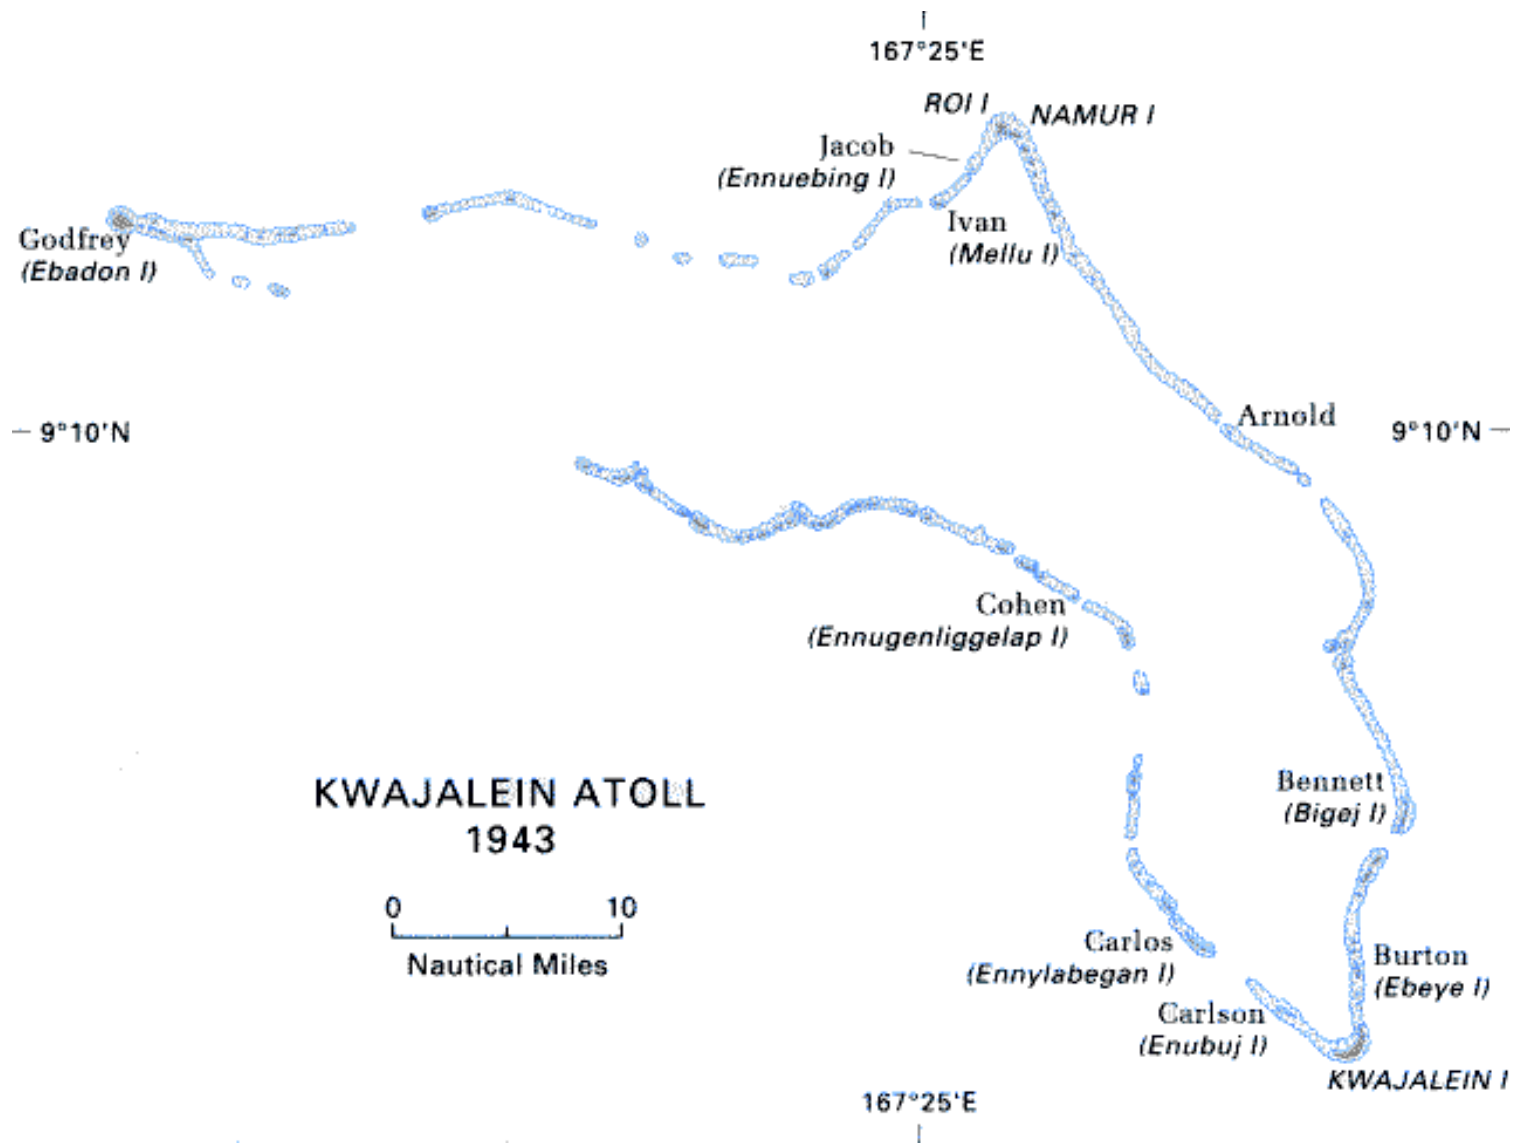 167°25'E
ROI I
NAMUR I
Jacob
(Ennuebing I)
Ivan
(Mellu I)
Godfrey
(Ebadon I)
Arnold
9°10'N
9°10'N
Cohen
(Ennugenliggelap I)
KWAJALEIN ATOLL
1943
0 10
Nautical Miles
Bennett
(Bigej I)
Carlos
(Ennylabegan I)
Burton
(Ebeye I)
Carlson
(Enubuj I)
KWAJALEIN I
167°25'E